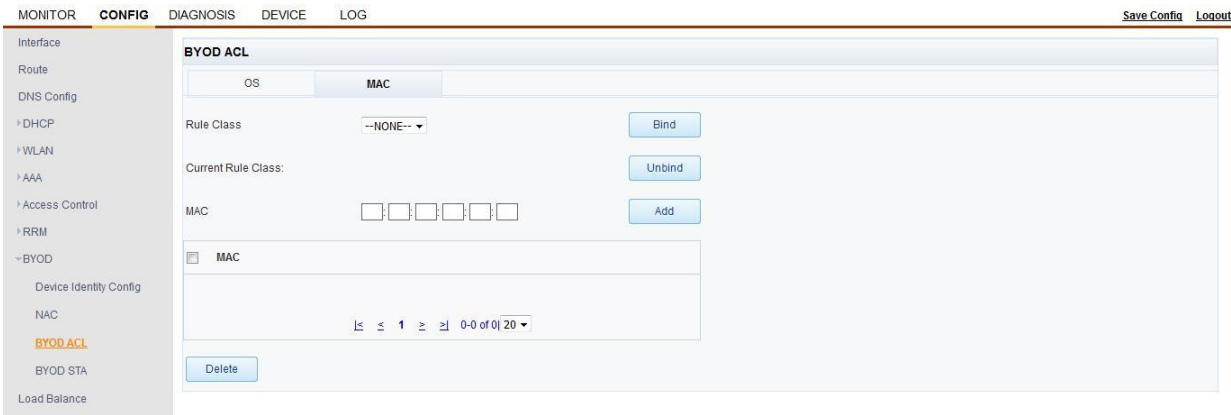 MONITOR CONFIG DIAGNOSIS DEVICE LOG Save Config Logout
Interface
Route
DNS Config
DHCP
WLAN
AAA
Access Control
RRM
BYOD
Device Identity Config
NAC
BYOD ACL
BYOD STA
Load Balance
BYOD ACL
OS MAC
Rule Class --NONE-- Bind
Current Rule Class: Unbind
MAC : : : : : Add
MAC
|< < 1 > >| 0-0 of 0| 20
Delete